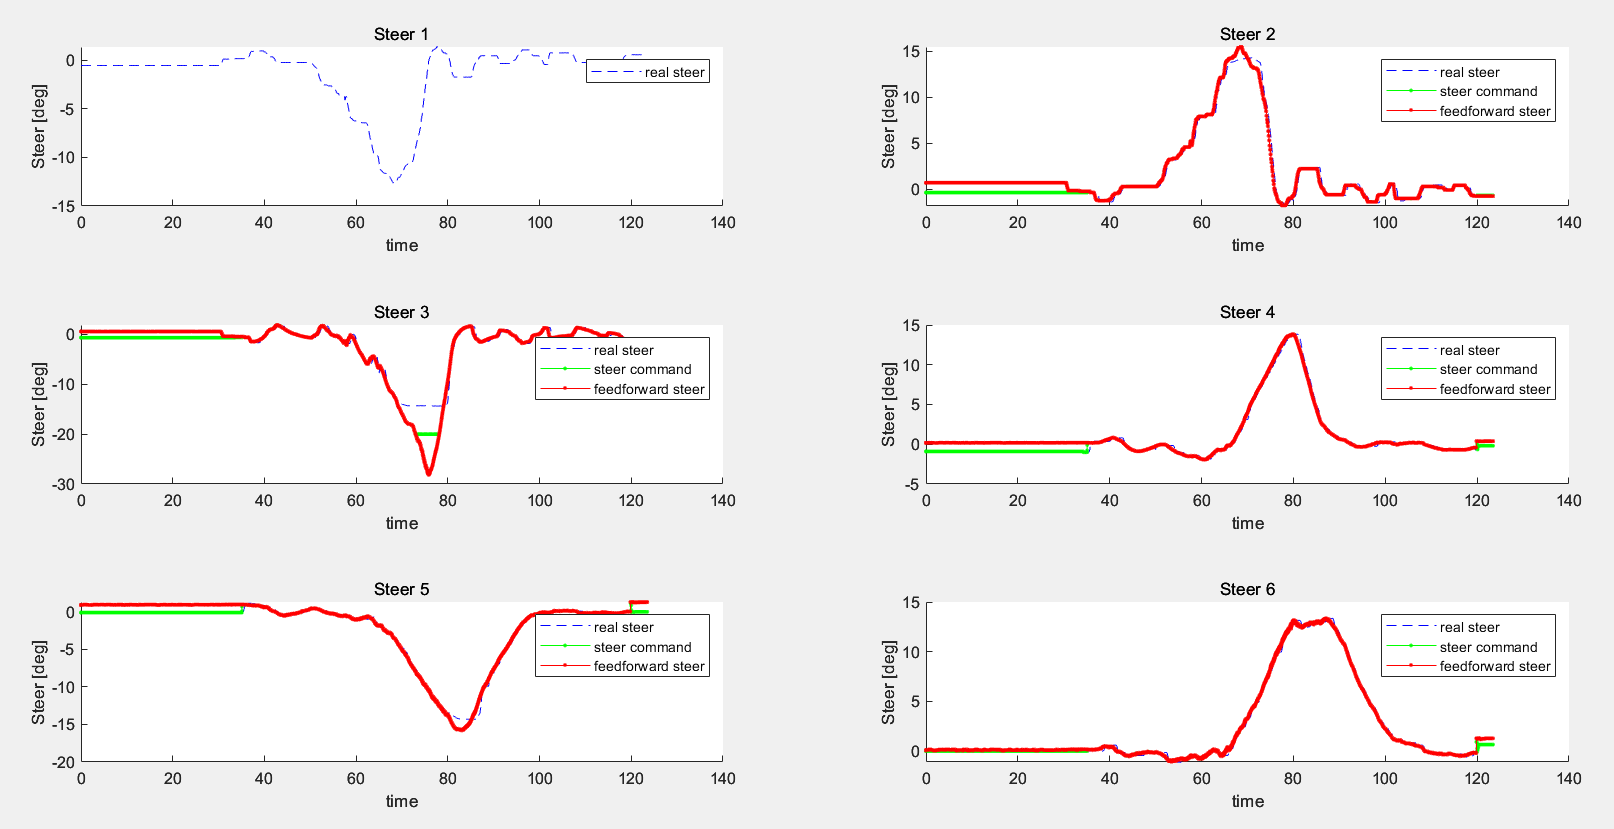 Steer 1
Steer [deg]
0
-5
-10
-15
real steer
0 20 40 60 80 100 120 140
time
Steer 2
Steer [deg]
15
10
5
0
real steer
steer command
feedforward steer
0 20 40 60 80 100 120 140
time
Steer 3
Steer [deg]
0
-10
-20
-30
real steer
steer command
feedforward steer
0 20 40 60 80 100 120 140
time
Steer 4
Steer [deg]
15
10
5
0
-5
real steer
steer command
feedforward steer
0 20 40 60 80 100 120 140
time
Steer 5
Steer [deg]
0
-5
-10
-15
-20
real steer
steer command
feedforward steer
0 20 40 60 80 100 120 140
time
Steer 6
Steer [deg]
15
10
5
0
real steer
steer command
feedforward steer
0 20 40 60 80 100 120 140
time